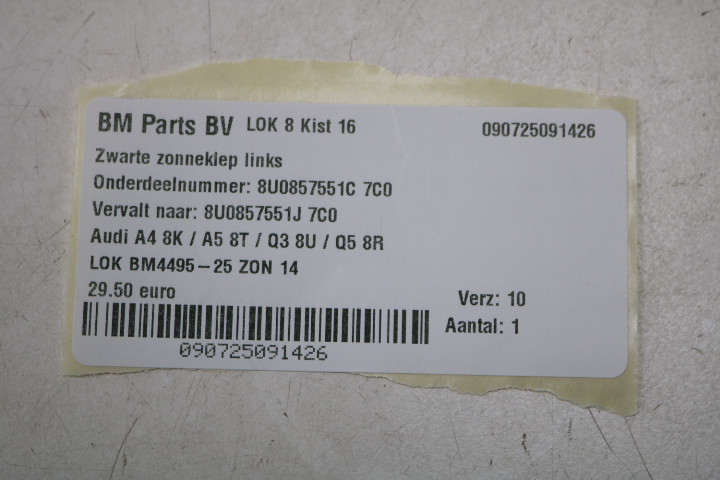 BM Parts BV LOK 8 Kist 16 090725091426
Zwarte zonneklep links
Onderdeelnummer: 8U0857551C 7C0
Vervalt naar: 8U0857551J 7C0
Audi A4 8K / A5 8T / Q3 8U / Q5 8R
LOK BM4495-25 ZON 14
29.50 euro Verz: 10
Aantal: 1
090725091426